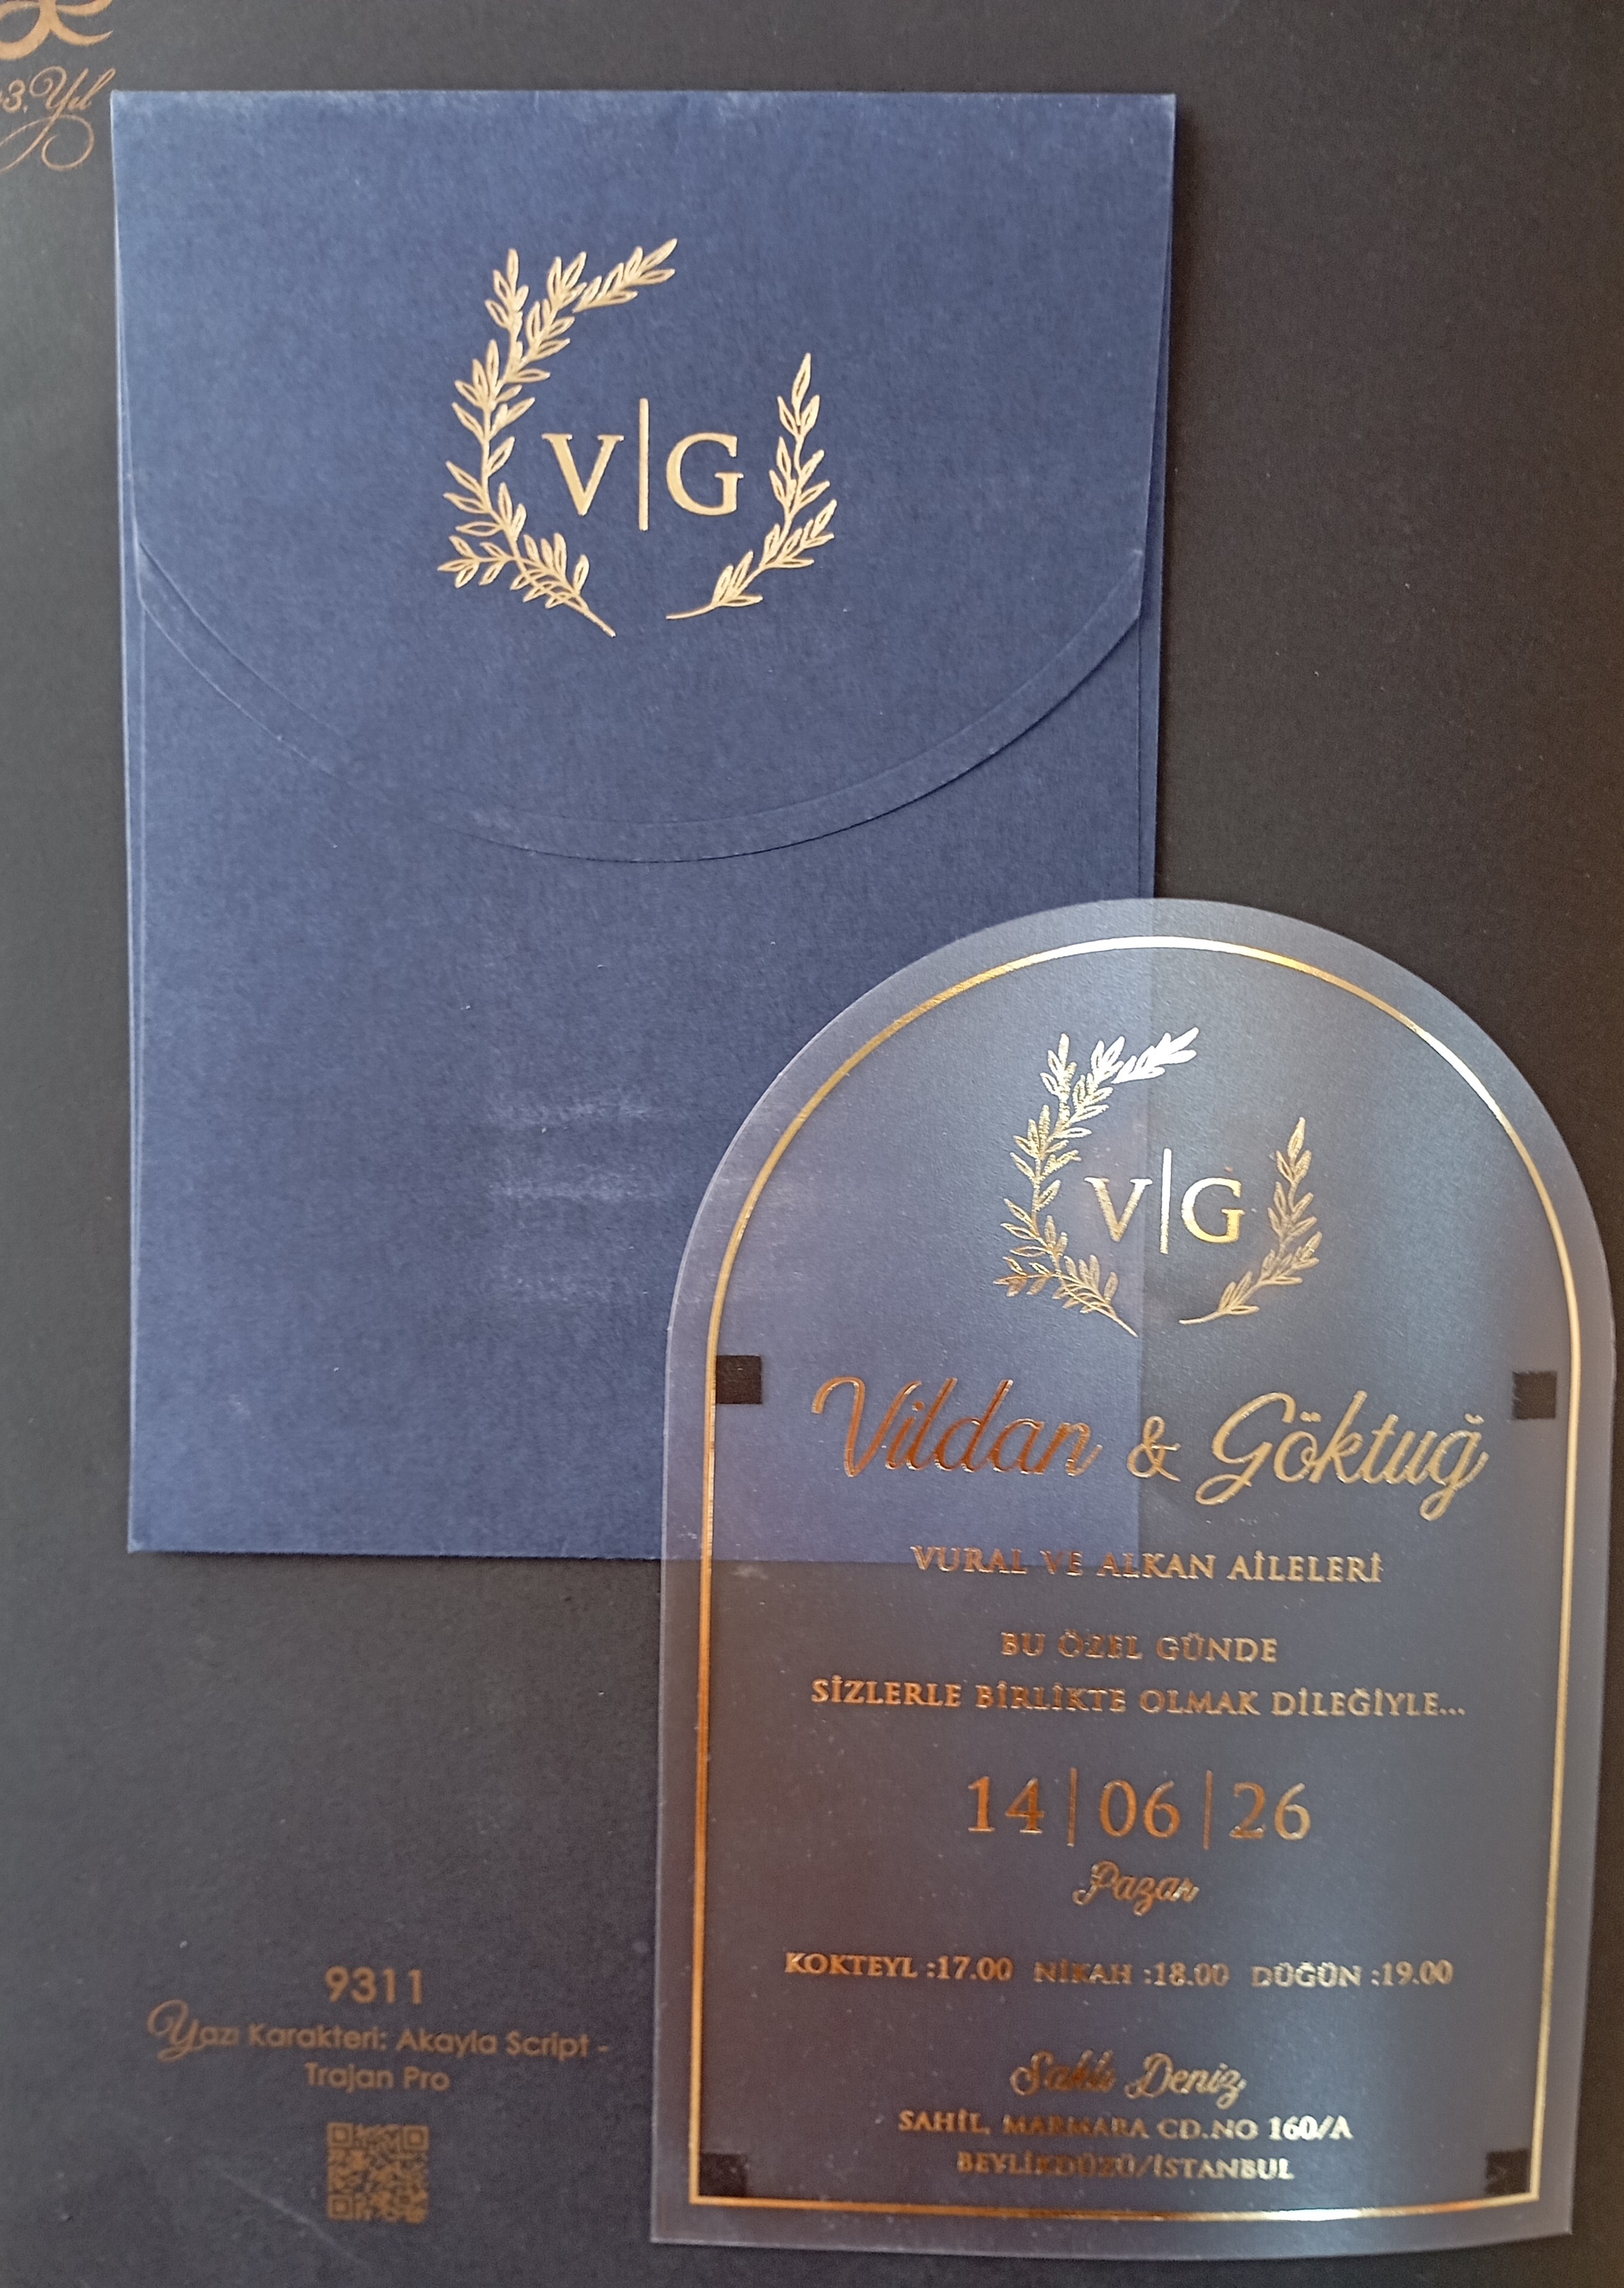 3. Yıl
V|G
V|G
Vildan & Göktuğ
VURAL VE ALKAN AİLELERİ
BU ÖZEL GÜNDE
SİZLERLE BİRLİKTE OLMAK DİLEĞİYLE...
14|06|26
Pazar
KOKTEYL :17.00 NİKAH :18.00 DÜĞÜN :19.00
Saklı Deniz
SAHİL, MARMARA CD.NO 160/A
BEYLİKDÜZÜ/İSTANBUL
9311
Yazı Karakteri: Akayla Script -
Trajan Pro